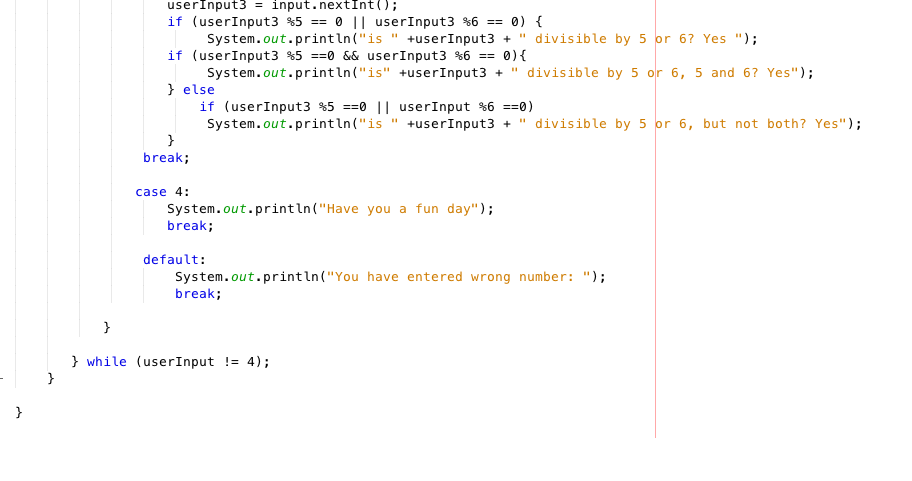 userInput3 = input.nextInt();
if (userInput3 %5 == 0 || userInput3 %6 == 0) {
System.out.println("is " +userInput3 + " divisible by 5 or 6? Yes ");
if (userInput3 %5 ==0 && userInput3 %6 == 0){
System.out.println("is" +userInput3 + " divisible by 5 or 6, 5 and 6? Yes");
} else
if (userInput3 %5 ==0 || userInput %6 ==0)
System.out.println("is " +userInput3 + " divisible by 5 or 6, but not both? Yes");
}
break;
case 4:
System.out.println("Have you a fun day");
break;
default:
System.out.println("You have entered wrong number: ");
break;
}
} while (userInput != 4);
}
}